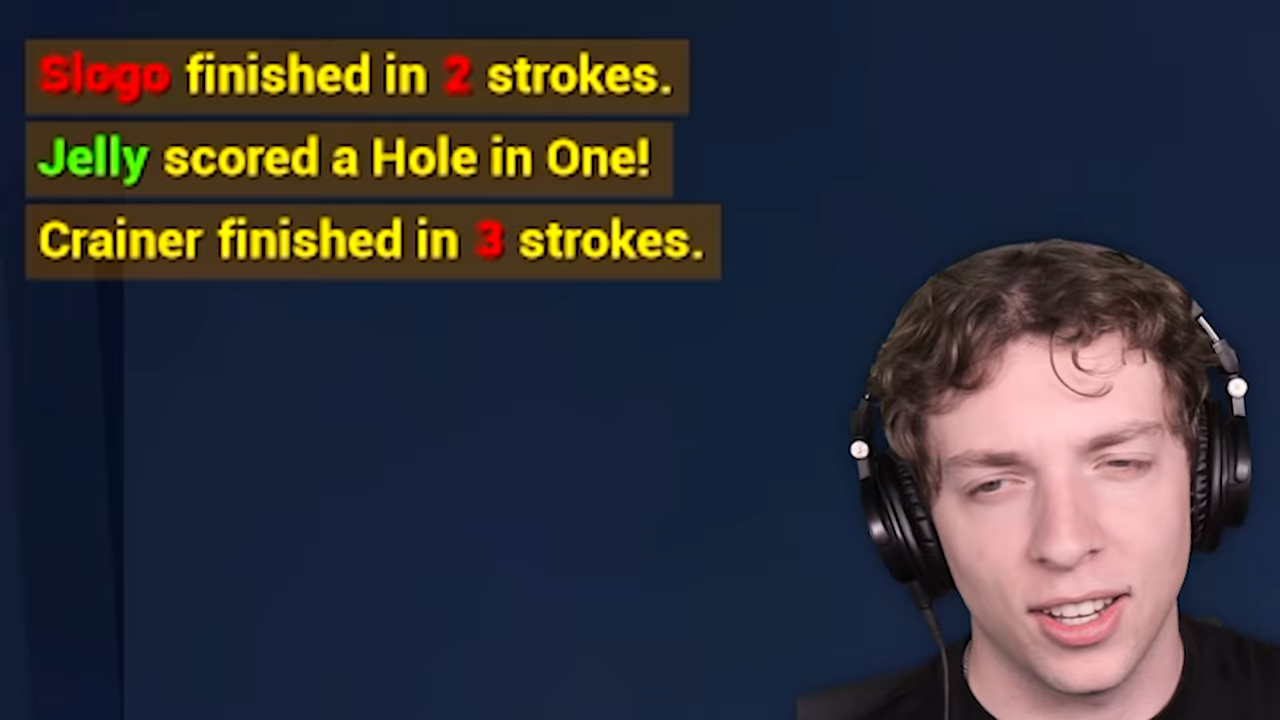 Slogo finished in 2 strokes.
Jelly scored a Hole in One!
Crainer finished in 3 strokes.